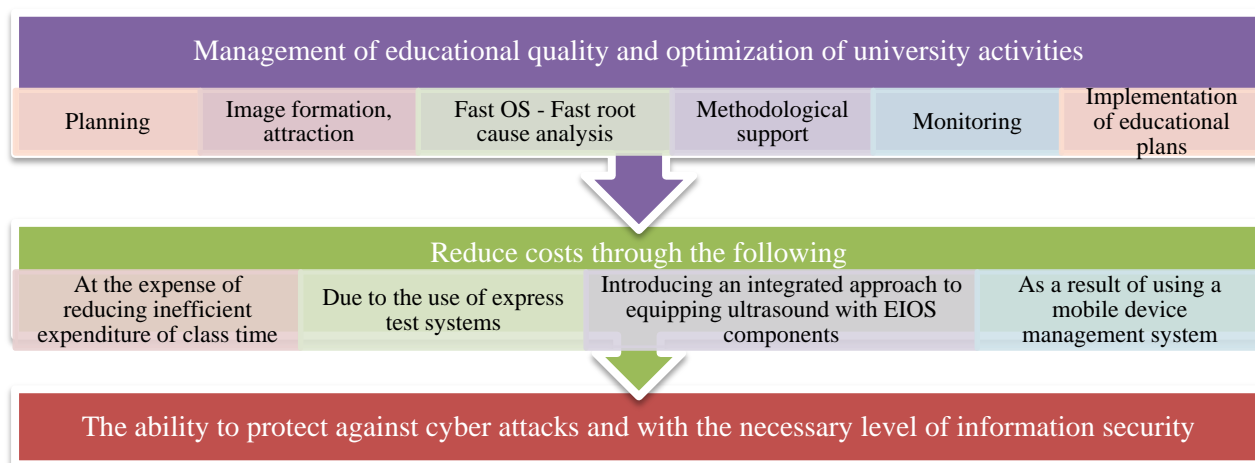 Management of educational quality and optimization of university activities
Planning
Image formation,
attraction
Fast OS - Fast root
cause analysis
Methodological
support
Monitoring
Implementation
of educational
plans
Reduce costs through the following
At the expense of
reducing inefficient
expenditure of class time
Due to the use of express
test systems
Introducing an integrated approach to
equipping ultrasound with EIOS
components
As a result of using a
mobile device
management system
The ability to protect against cyber attacks and with the necessary level of information security